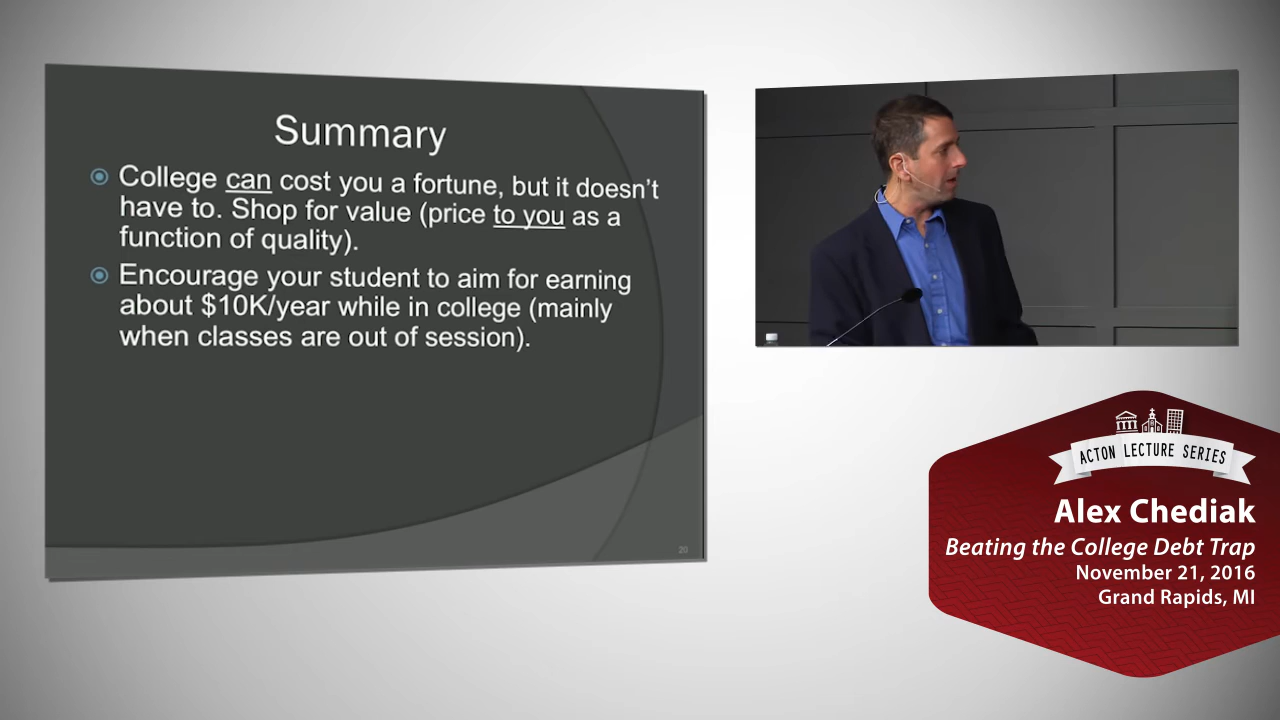 Summary
College can cost you a fortune, but it doesn’t
have to. Shop for value (price to you as a
function of quality).
Encourage your student to aim for earning
about $10K/year while in college (mainly
when classes are out of session).
20
ACTON LECTURE SERIES
Alex Chediak
Beating the College Debt Trap
November 21, 2016
Grand Rapids, MI